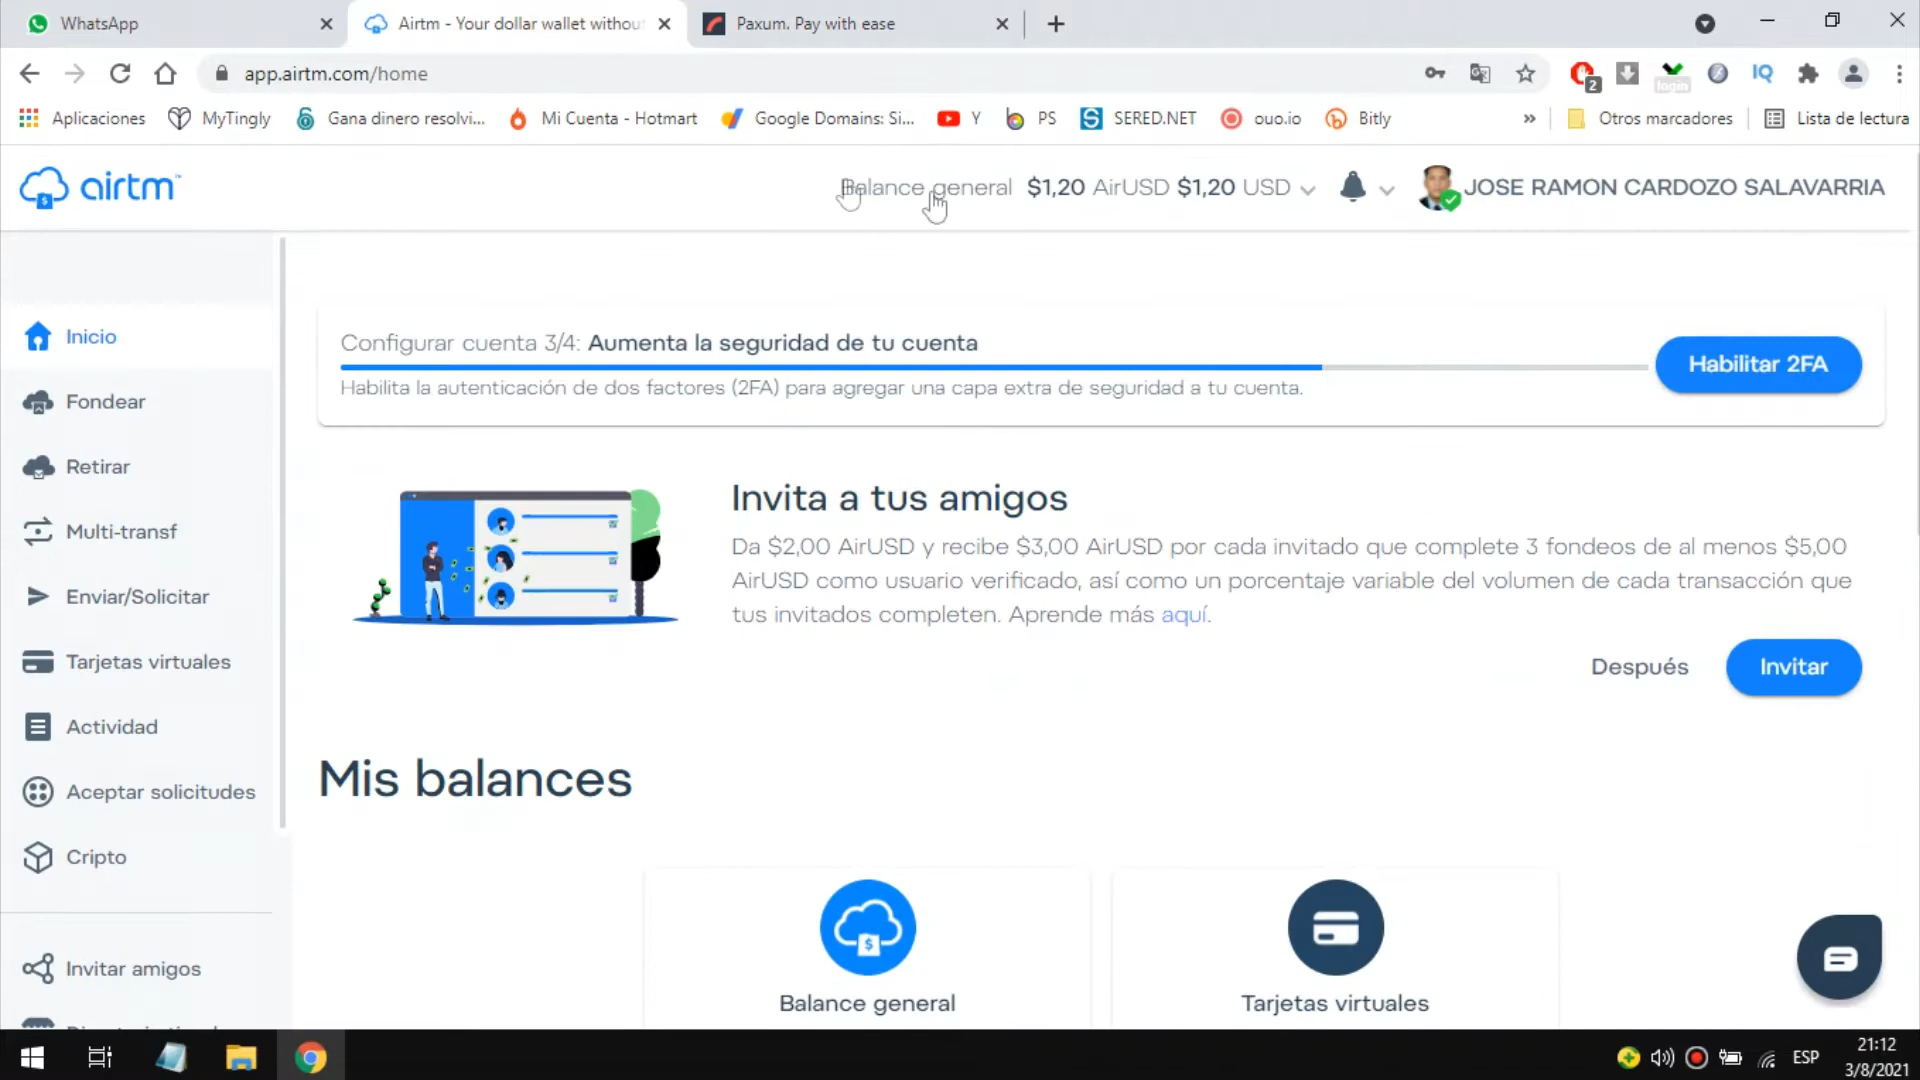 WhatsApp
Airtm - Your dollar wallet withou
Paxum. Pay with ease
app.airtm.com/home
2
login
IQ
Aplicaciones
MyTingly
Gana dinero resolvi...
Mi Cuenta - Hotmart
Google Domains: Si...
Y
PS
SERED.NET
ouo.io
Bitly
»
Otros marcadores
Lista de lectura
airtm
Balance general $1,20 AirUSD $1,20 USD
JOSE RAMON CARDOZO SALAVARRIA
Inicio
Fondear
Retirar
Multi-transf
Enviar/Solicitar
Tarjetas virtuales
Actividad
Aceptar solicitudes
Cripto
Invitar amigos
Configurar cuenta 3/4: Aumenta la seguridad de tu cuenta
Habilita la autenticación de dos factores (2FA) para agregar una capa extra de seguridad a tu cuenta.
Habilitar 2FA
Invita a tus amigos
Da $2,00 AirUSD y recibe $3,00 AirUSD por cada invitado que complete 3 fondeos de al menos $5,00
AirUSD como usuario verificado, así como un porcentaje variable del volumen de cada transacción que
tus invitados completen. Aprende más aquí.
Después
Invitar
Mis balances
Balance general
Tarjetas virtuales
ESP
21:12
3/8/2021